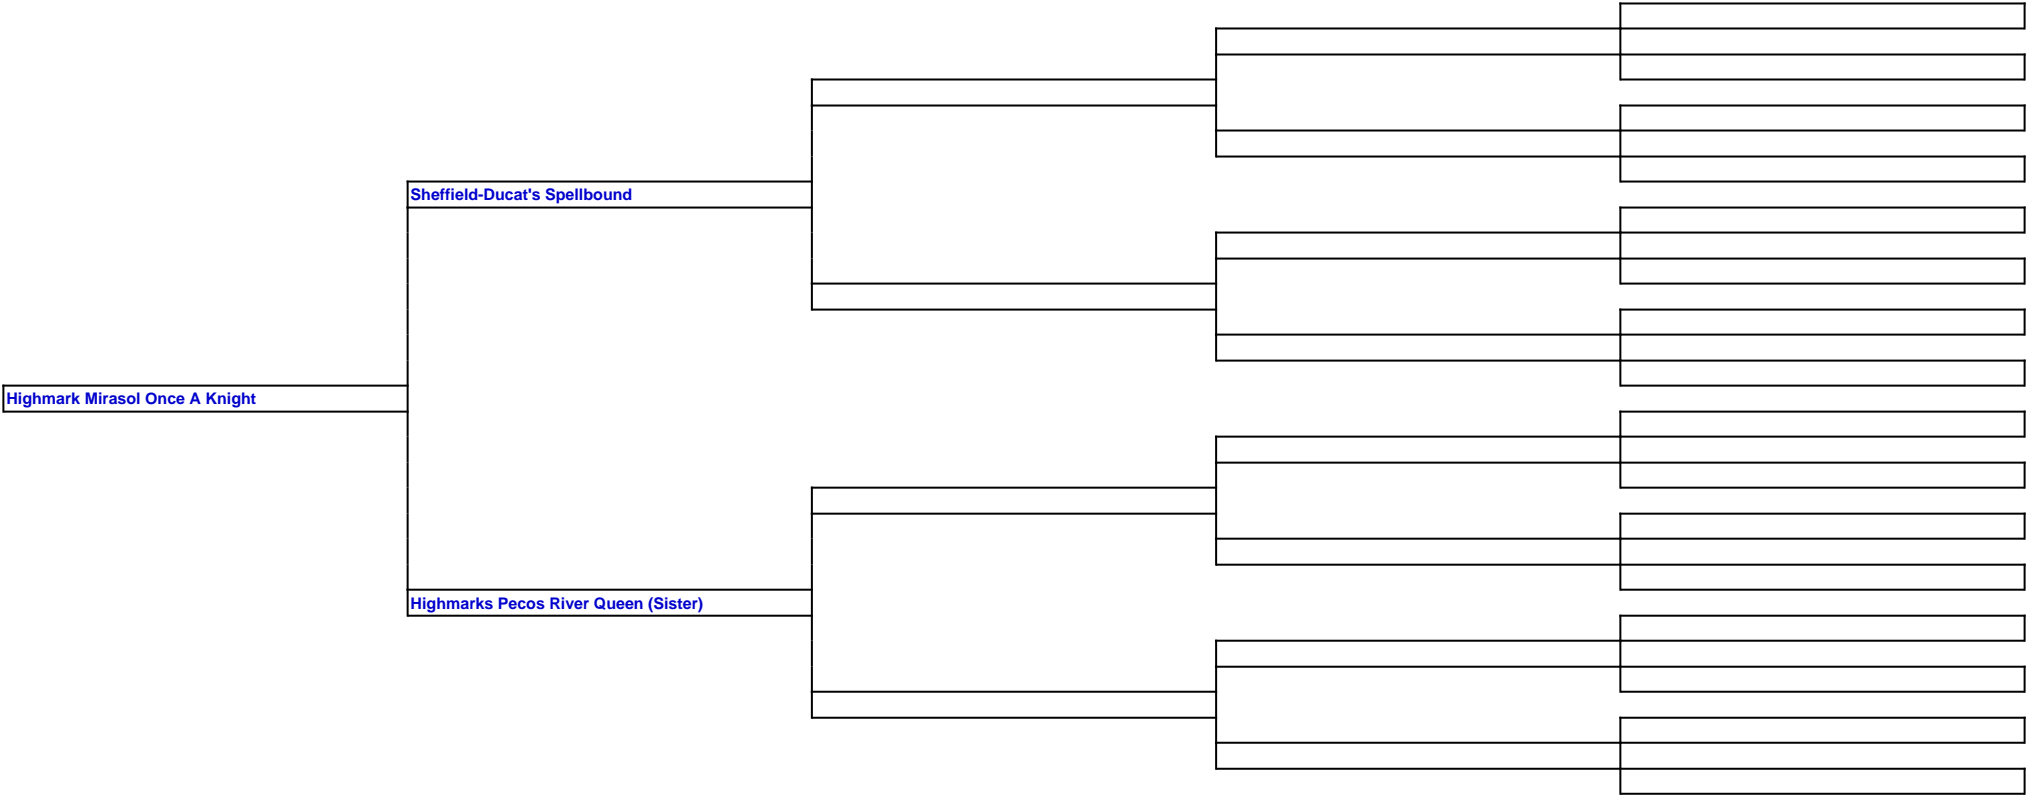 Sheffield-Ducat's Spellbound
Highmark Mirasol Once A Knight
Highmarks Pecos River Queen (Sister)